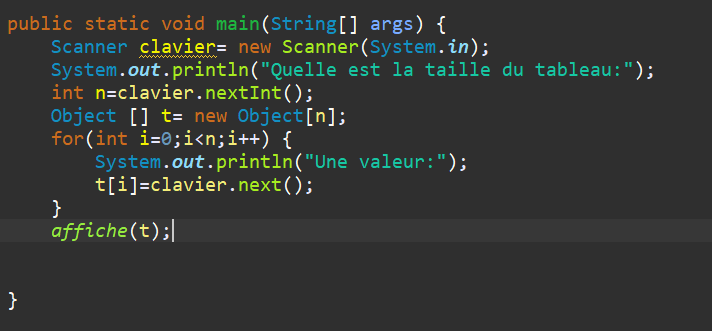 public static void main(String[] args) {
    Scanner clavier= new Scanner(System.in);
    System.out.println("Quelle est la taille du tableau:");
    int n=clavier.nextInt();
    Object [] t= new Object[n];
    for(int i=0;i<n;i++) {
        System.out.println("Une valeur:");
        t[i]=clavier.next();
    }
    affiche(t);
}